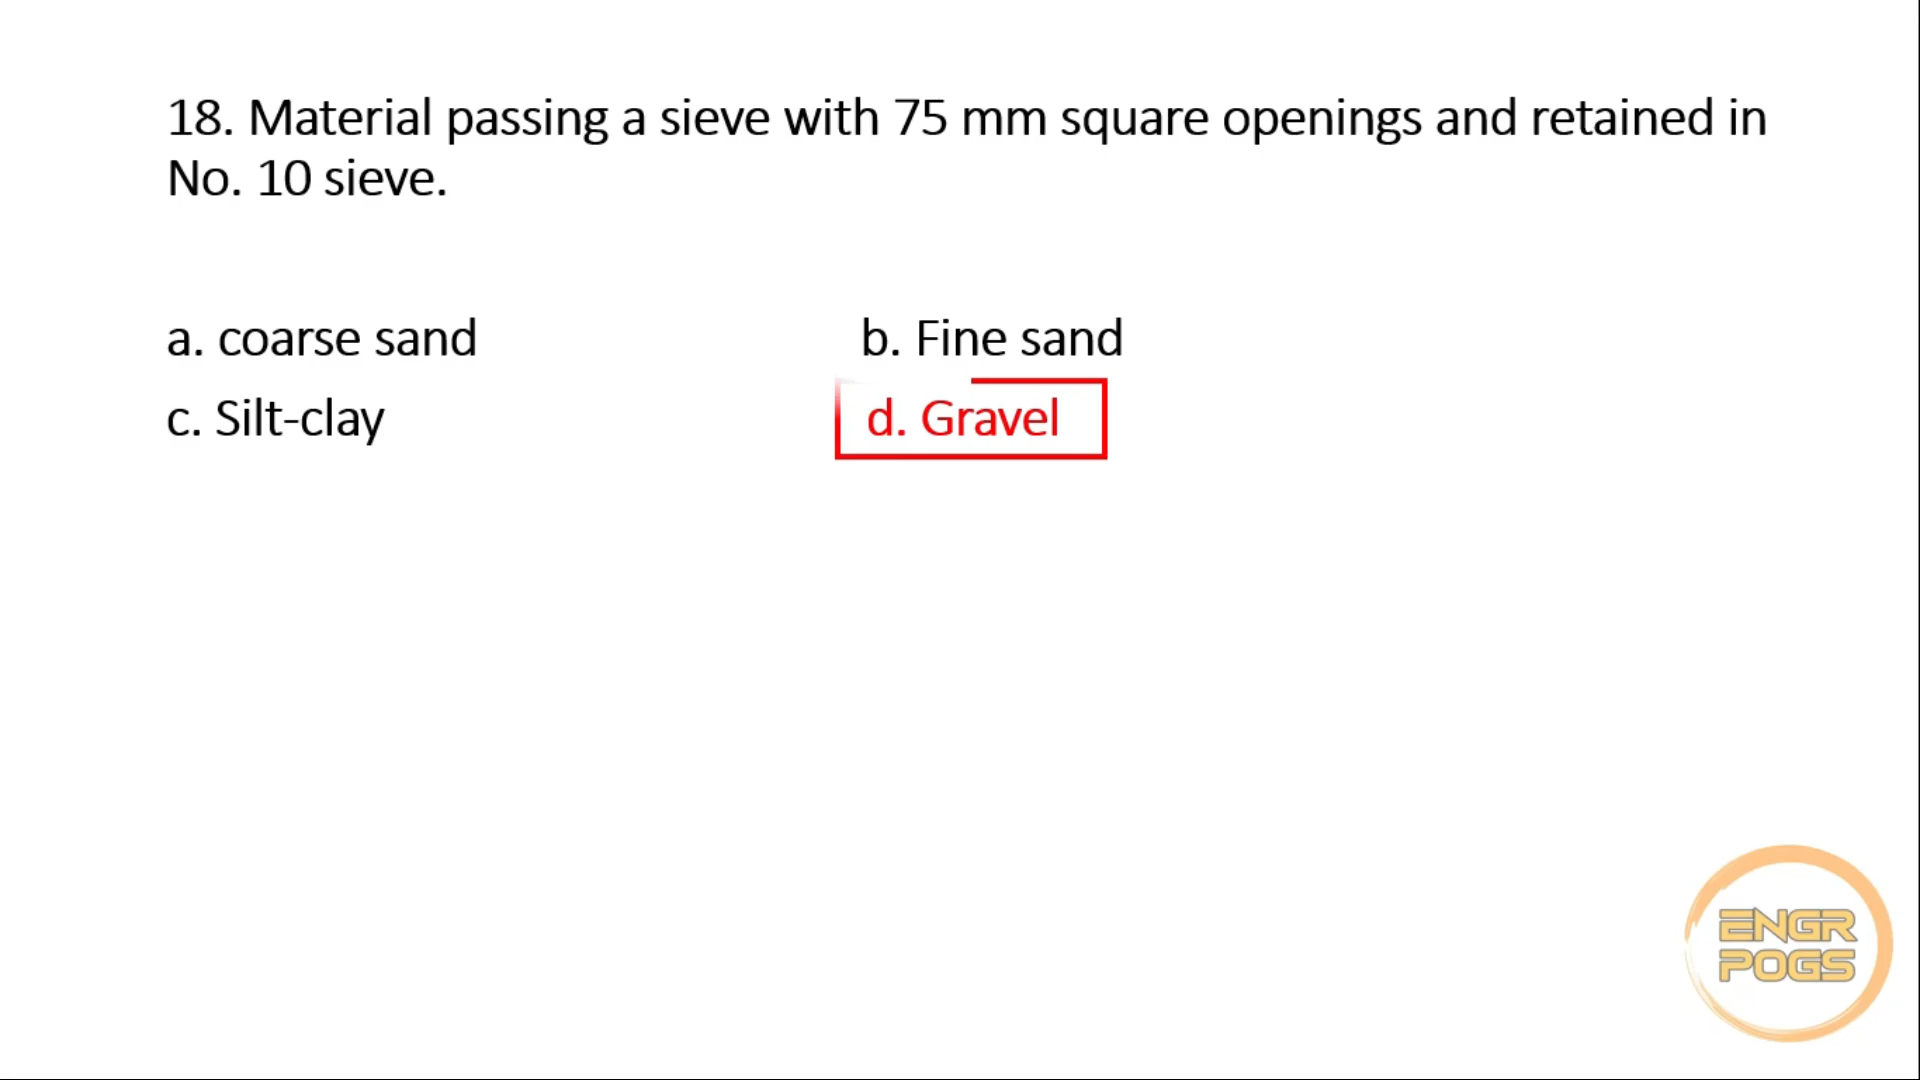 18. Material passing a sieve with 75 mm square openings and retained in
No. 10 sieve.
a. coarse sand
b. Fine sand
c. Silt-clay
d. Gravel
ENGR
POGS